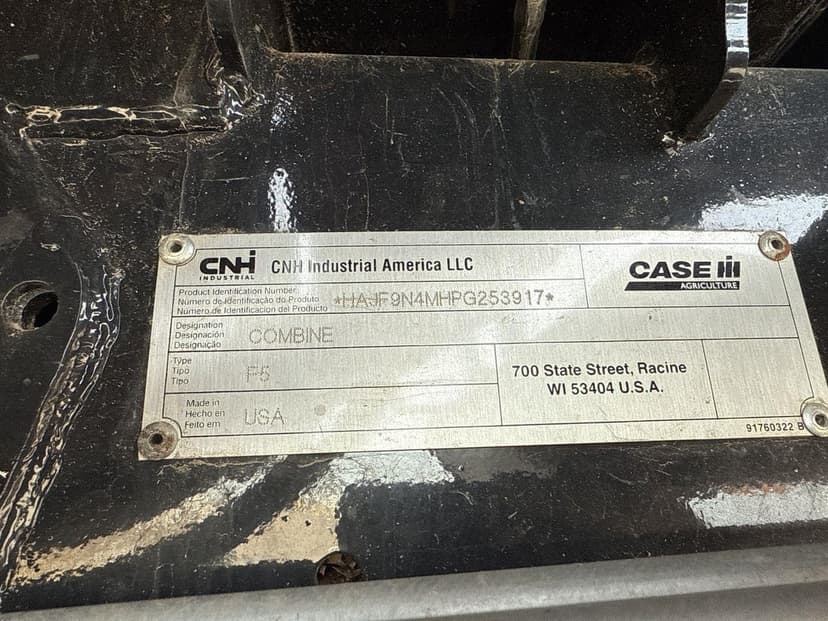 CNH INDUSTRIAL
CNH Industrial America LLC
CASE IH
AGRICULTURE
Product Identification Number.
Número de Identificação do Produto
Número de Identificacion del Producto
*HAJF9N4MHPG253917*
Designation
Designación
Designação
COMBINE
Type
Tipo
Tipo
F5
700 State Street, Racine
WI 53404 U.S.A.
Made in
Hecho en
Feito em
USA
91760322 B